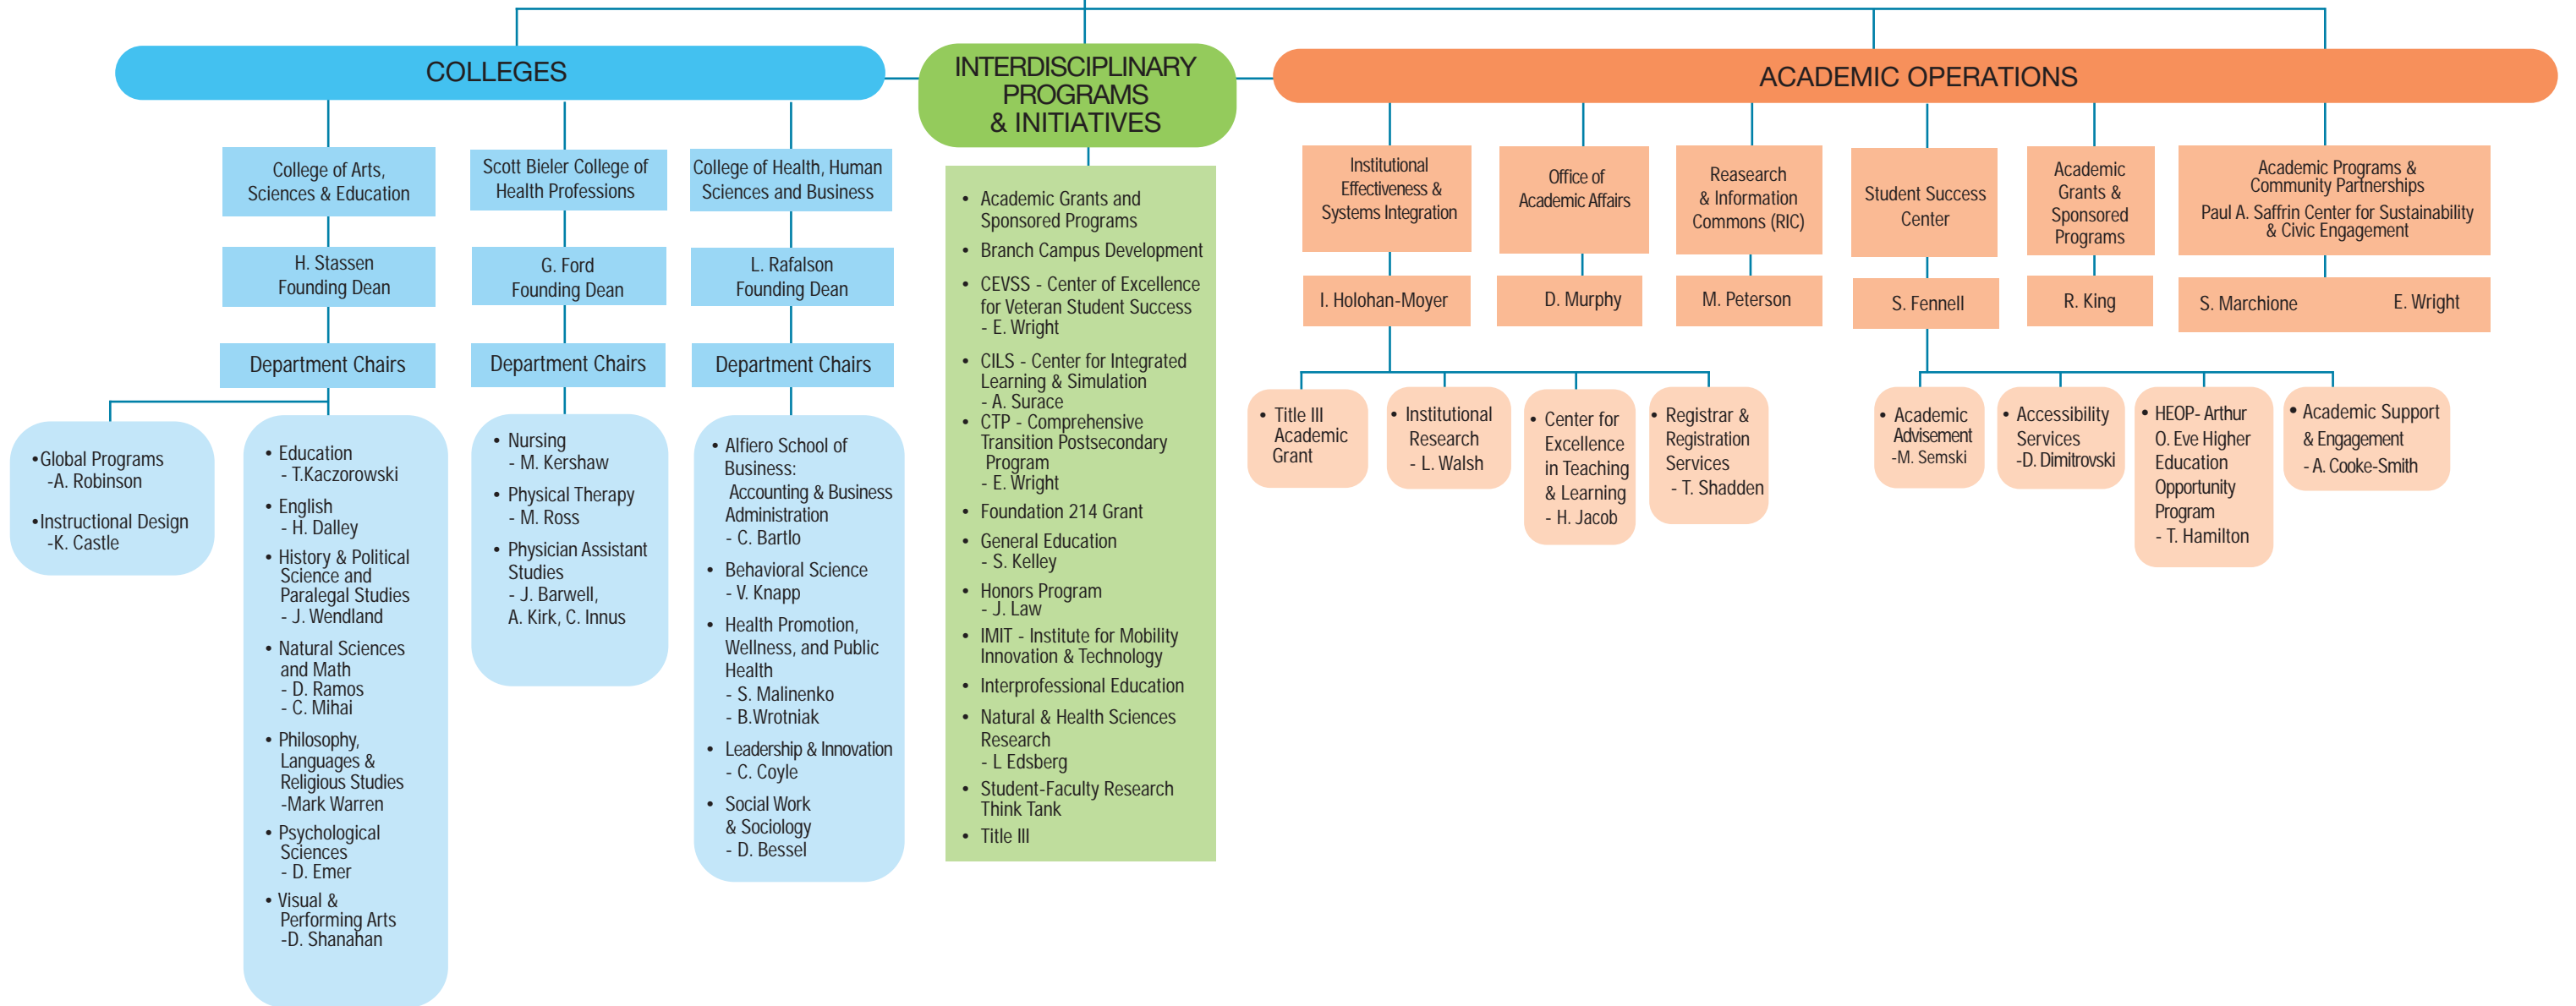 COLLEGES
College of Arts,
Sciences & Education
H. Stassen
Founding Dean
Department Chairs
•Global Programs
-A. Robinson
•Instructional Design
-K. Castle
• Education
- T.Kaczorowski
• English
- H. Dalley
• History & Political
Science and
Paralegal Studies
- J. Wendland
• Natural Sciences
and Math
- D. Ramos
- C. Mihai
• Philosophy,
Languages &
Religious Studies
-Mark Warren
• Psychological
Sciences
- D. Emer
• Visual &
Performing Arts
-D. Shanahan
Scott Bieler College of
Health Professions
G. Ford
Founding Dean
Department Chairs
• Nursing
- M. Kershaw
• Physical Therapy
- M. Ross
• Physician Assistant
Studies
- J. Barwell,
A. Kirk, C. Innus
College of Health, Human
Sciences and Business
L. Rafalson
Founding Dean
Department Chairs
• Alfiero School of
Business:
Accounting & Business
Administration
- C. Bartlo
• Behavioral Science
- V. Knapp
• Health Promotion,
Wellness, and Public
Health
- S. Malinenko
- B.Wrotniak
• Leadership & Innovation
- C. Coyle
• Social Work
& Sociology
- D. Bessel
INTERDISCIPLINARY
PROGRAMS
& INITIATIVES
• Academic Grants and
Sponsored Programs
• Branch Campus Development
• CEVSS - Center of Excellence
for Veteran Student Success
- E. Wright
• CILS - Center for Integrated
Learning & Simulation
- A. Surace
• CTP - Comprehensive
Transition Postsecondary
Program
- E. Wright
• Foundation 214 Grant
• General Education
- S. Kelley
• Honors Program
- J. Law
• IMIT - Institute for Mobility
Innovation & Technology
• Interprofessional Education
• Natural & Health Sciences
Research
- L Edsberg
• Student-Faculty Research
Think Tank
• Title III
ACADEMIC OPERATIONS
Institutional
Effectiveness &
Systems Integration
I. Holohan-Moyer
• Title III
Academic
Grant
• Institutional
Research
- L. Walsh
• Center for
Excellence
in Teaching
& Learning
- H. Jacob
• Registrar &
Registration
Services
- T. Shadden
Office of
Academic Affairs
D. Murphy
Reasearch
& Information
Commons (RIC)
M. Peterson
Student Success
Center
S. Fennell
• Academic
Advisement
-M. Semski
• Accessibility
Services
-D. Dimitrovski
• HEOP- Arthur
O. Eve Higher
Education
Opportunity
Program
- T. Hamilton
• Academic Support
& Engagement
- A. Cooke-Smith
Academic
Grants &
Sponsored
Programs
R. King
Academic Programs &
Community Partnerships
Paul A. Saffrin Center for Sustainability
& Civic Engagement
S. Marchione E. Wright